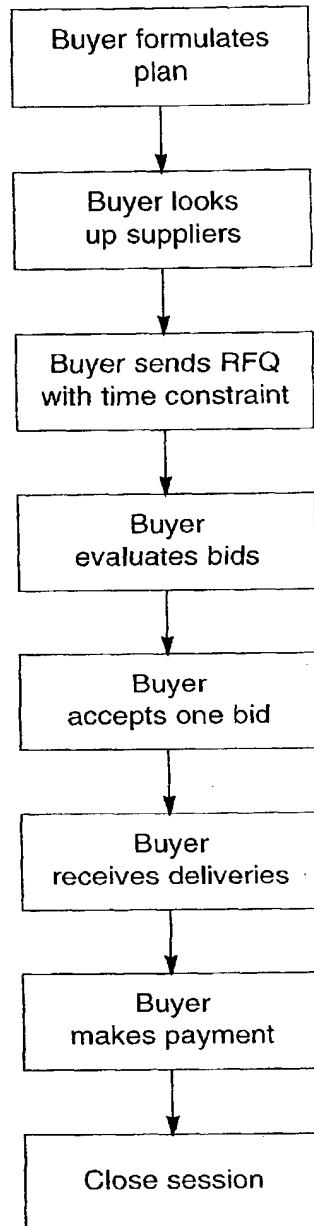 Buyer formulates
plan
Buyer looks
up suppliers
Buyer sends RFQ
with time constraint
Buyer
evaluates bids
Buyer
accepts one bid
Buyer
receives deliveries
Buyer
makes payment
Close session